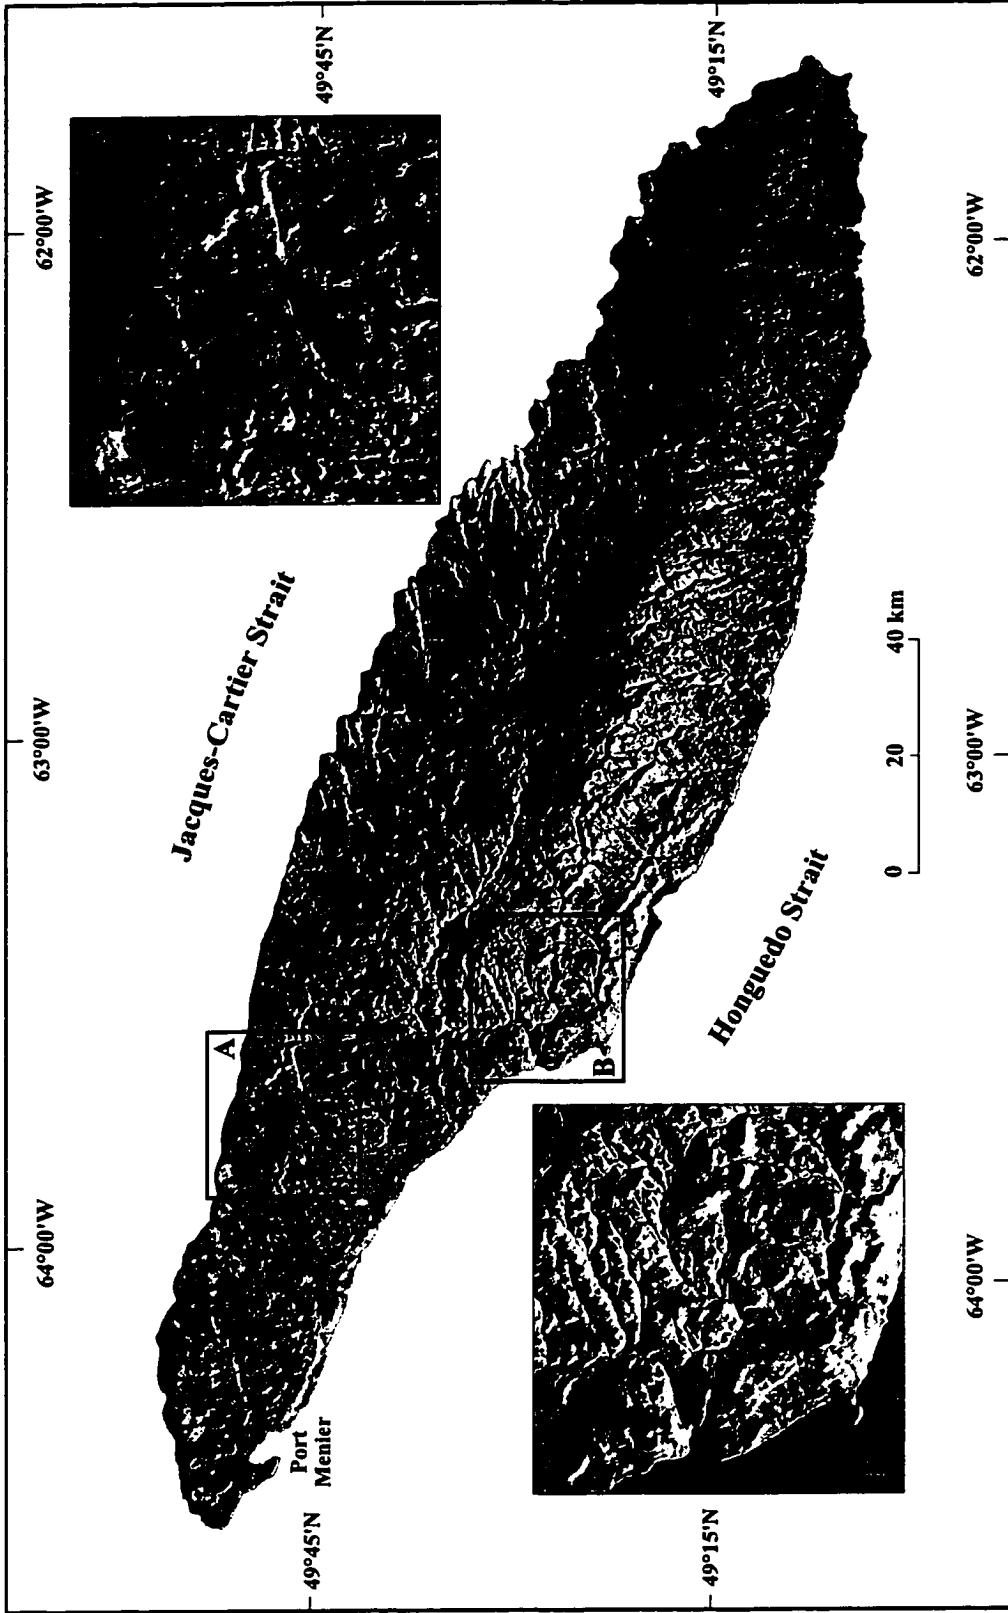 64°00'W
63°00'W
62°00'W
49°45'N
49°45'N
Jacques-Cartier Strait
A
Port
Menier
B
49°15'N
49°15'N
Honguedo Strait
0 20 40 km
64°00'W
63°00'W
62°00'W